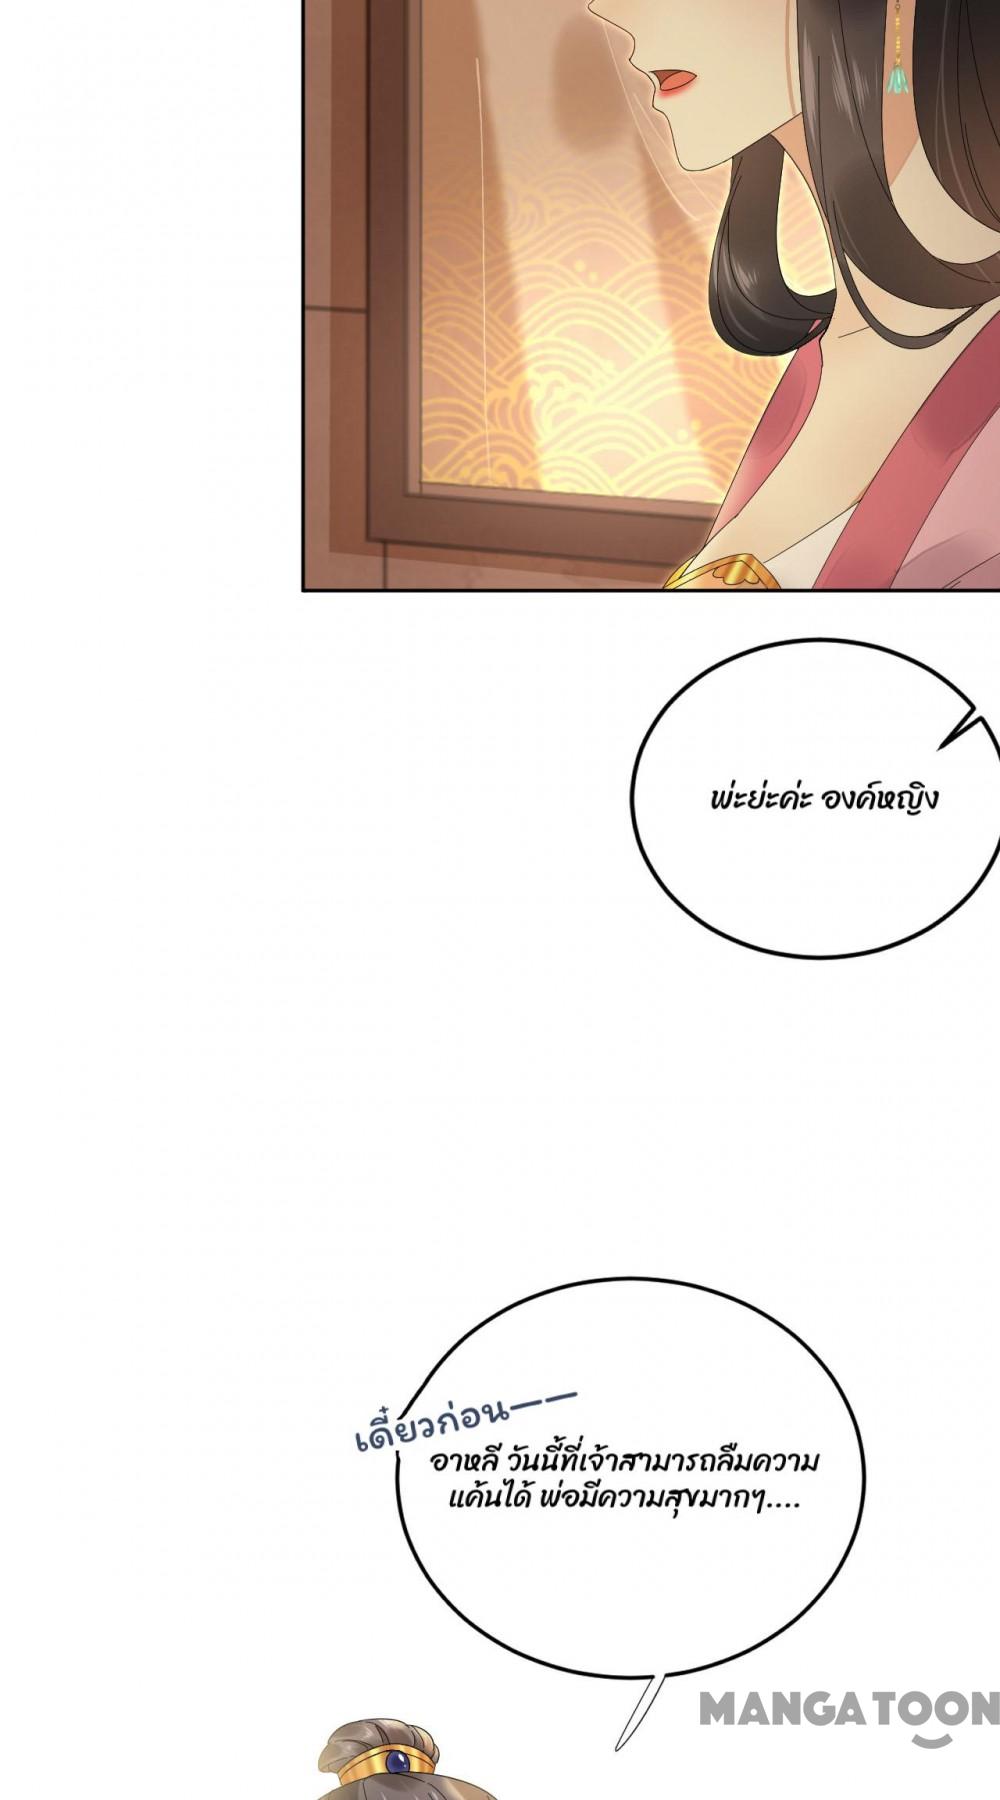 พ่ะย่ะค่ะ องค์หญิง
เดี๋ยวก่อน——
อาหลี วันนี้ที่เจ้าสามารถลืมความ
แค้นได้ พ่อมีความสุขมากๆ....
MANGATOON